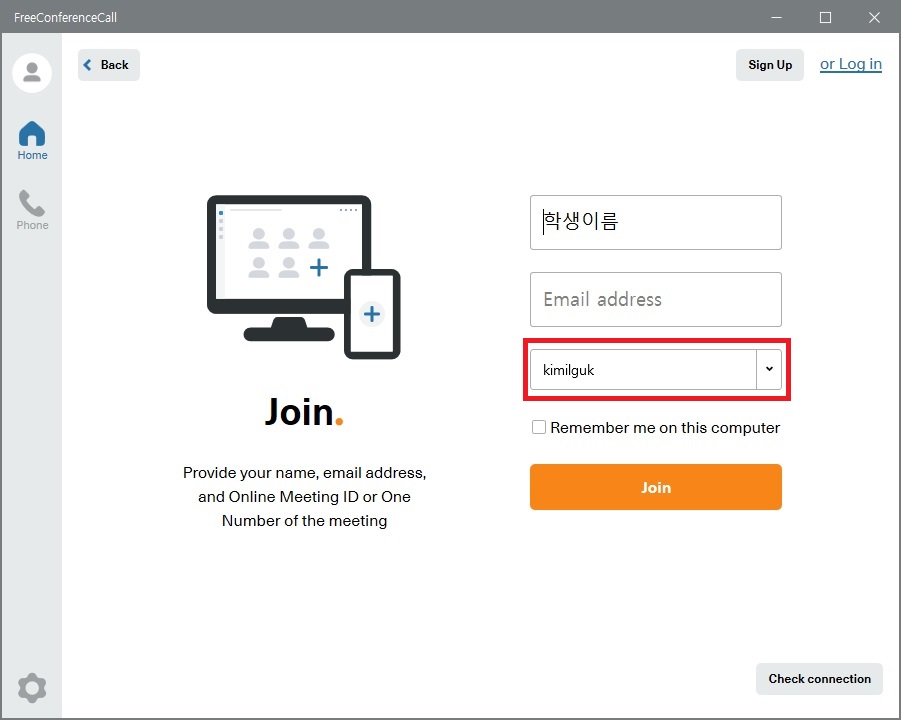 FreeConferenceCall
Back
Sign Up
or Log in
Home
Phone
학생이름
Email address
kimilguk
Remember me on this computer
Join
Join.
Provide your name, email address,
and Online Meeting ID or One
Number of the meeting
Check connection